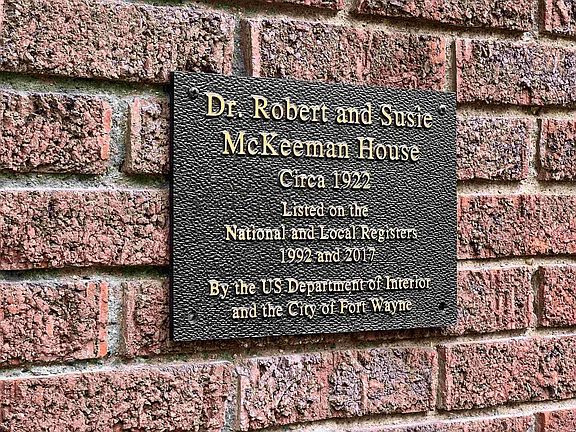 Dr. Robert and Susie
McKeeman House
Circa 1922
Listed on the
National and Local Registers
1992 and 2017
By the US Department of Interior
and the City of Fort Wayne